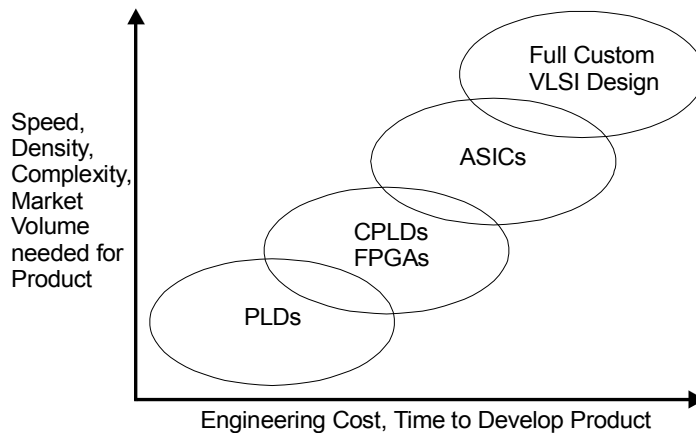 Full Custom
VLSI Design
Speed,
Density,
Complexity,
Market
Volume
needed for
Product
ASICs
CPLDs
FPGAs
PLDs
Engineering Cost, Time to Develop Product